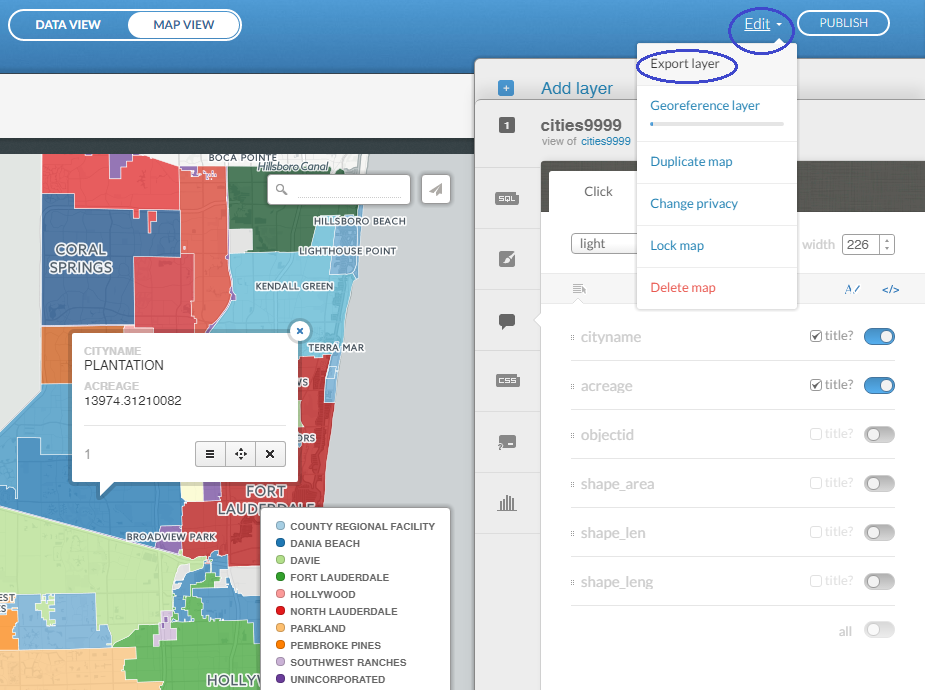 DATA VIEW
MAP VIEW
Edit
PUBLISH
Export layer
Georeference layer
Duplicate map
Change privacy
Lock map
Delete map
+
Add layer
1
cities9999
view of cities9999
SQL
CSS
Click
light
width
226
</>
cityname
title?
acreage
title?
objectid
title?
shape_area
title?
shape_len
title?
shape_leng
title?
all
BOCA POINTE
Hillsboro Canal
HILLSBORO BEACH
LIGHTHOUSE POINT
CORAL
SPRINGS
KENDALL GREEN
TERRA MAR
CITYNAME
PLANTATION
ACREAGE
13974.31210082
1
FORT
LAUDERDALE
BROADVIEW PARK
HOLLYW
COUNTY REGIONAL FACILITY
DANIA BEACH
DAVIE
FORT LAUDERDALE
HOLLYWOOD
NORTH LAUDERDALE
PARKLAND
PEMBROKE PINES
SOUTHWEST RANCHES
UNINCORPORATED